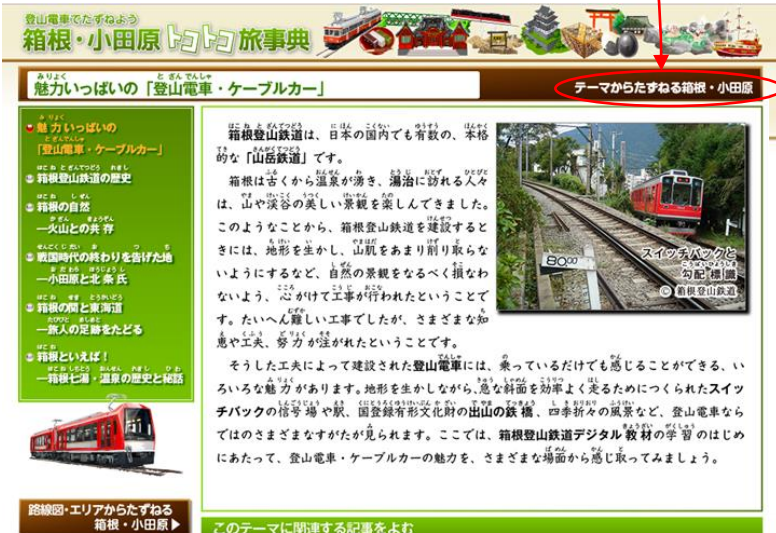 登山電車でたずねよう
箱根・小田原 トコトコ 旅事典
魅力いっぱいの「登山電車・ケーブルカー」
テーマからたずねる箱根・小田原
魅力いっぱいの
「登山電車・ケーブルカー」
箱根登山鉄道の歴史
箱根の自然
―火山との共存
戦国時代の終わりを告げた地
―小田原と北条氏
箱根の関と東海道
―旅人の足跡をたどる
箱根といえば！
―箱根七湯・温泉の歴史と秘話
路線図・エリアからたずねる
箱根・小田原▶
箱根登山鉄道は、日本の国内でも有数の、本格
的な「山岳鉄道」です。
箱根は古くから温泉が湧き、湯治に訪れる人々
は、山や渓谷の美しい景観を楽しんできました。
このようなことから、箱根登山鉄道を建設すると
きには、地形を生かし、山肌をあまり削り取らな
いようにするなど、自然の景観をなるべく損なわ
ないよう、心がけて工事が行われたということで
す。たいへん難しい工事でしたが、さまざまな知
恵や工夫、努力が注がれたということです。
そうした工夫によって建設された登山電車には、乗っているだけでも感じることができる、い
ろいろな魅力があります。地形を生かしながら、急な斜面を効率よく走るためにつくられたスイッ
チバックの信号場や駅、国登録有形文化財の出山の鉄橋、四季折々の風景など、登山電車なら
ではのさまざまなすがたが見られます。ここでは、箱根登山鉄道デジタル教材の学習のはじめ
にあたって、登山電車・ケーブルカーの魅力を、さまざまな場面から感じ取ってみましょう。
80‰
スイッチバックと
勾配標識
© 箱根登山鉄道
このテーマに関連する記事をよむ